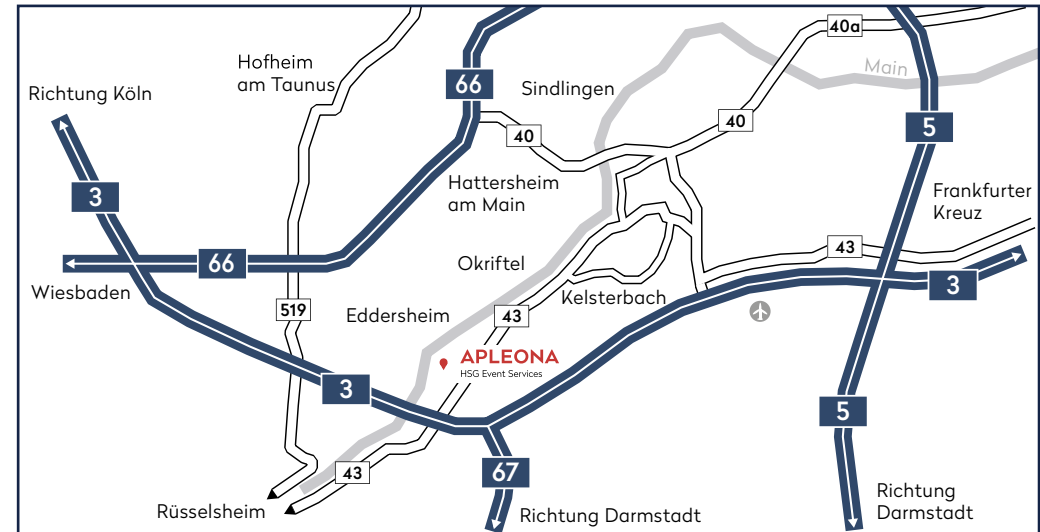 40a
Hofheim
am Taunus
Main
66
Sindlingen
Richtung Köln
40
5
40
Hattersheim
am Main
3
Frankfurter
Kreuz
43
66
Okriftel
Wiesbaden
3
Kelsterbach
519
Eddersheim
43
APLEONA
HSG Event Services
3
5
43
67
Rüsselsheim
Richtung Darmstadt
Richtung
Darmstadt